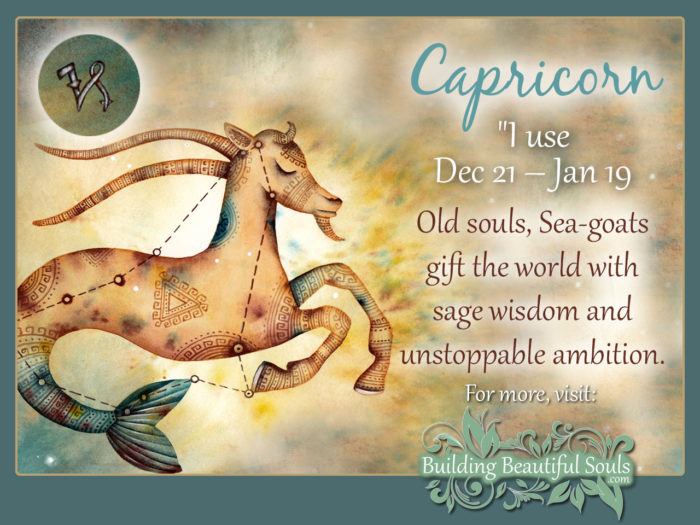 Capricorn
"I use
Dec 21 – Jan 19
Old souls, Sea-goats
gift the world with
sage wisdom and
unstoppable ambition.
For more, visit:
Building Beautiful Souls
.com